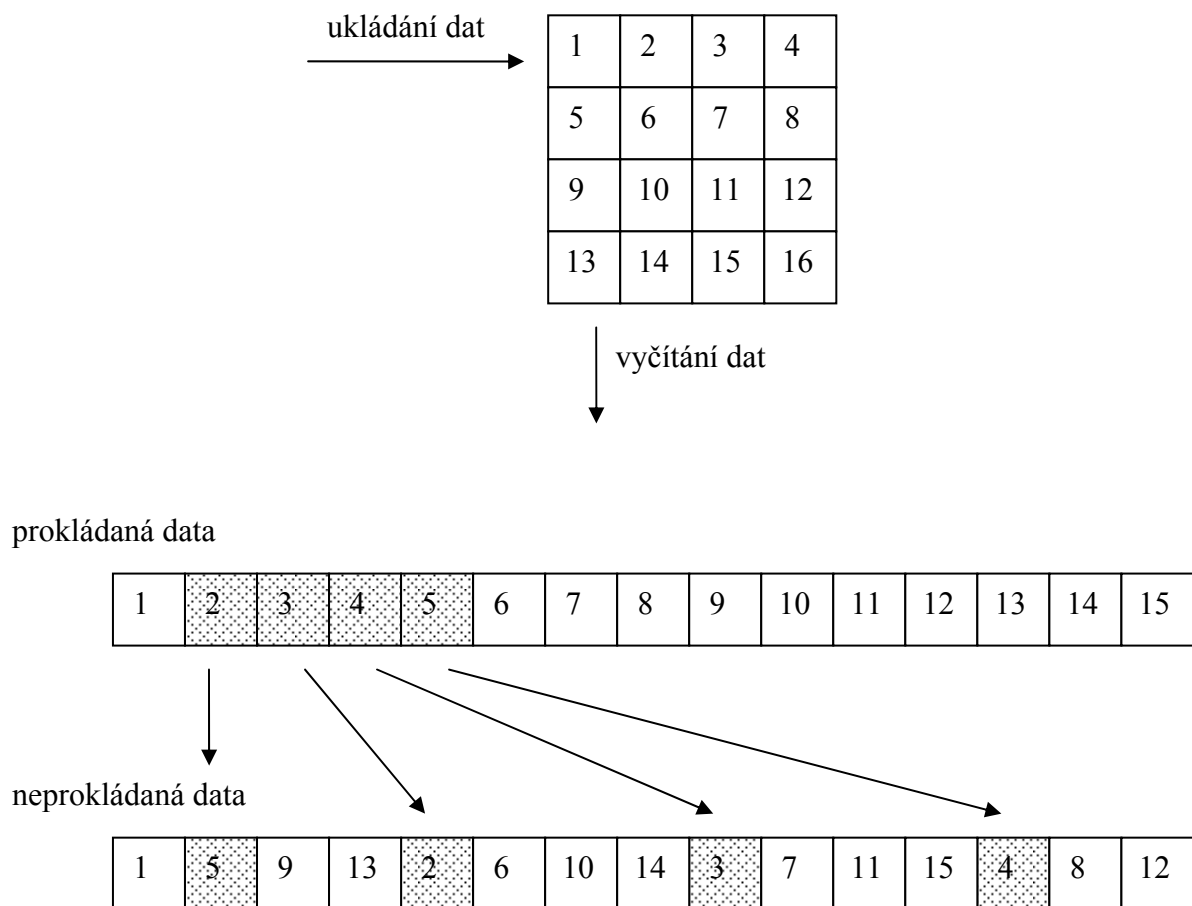 ukládání dat
1 2 3 4
5 6 7 8
9 10 11 12
13 14 15 16
vyčítání dat
prokládaná data
1 2 3 4 5 6 7 8 9 10 11 12 13 14 15
neprokládaná data
1 5 9 13 2 6 10 14 3 7 11 15 4 8 12